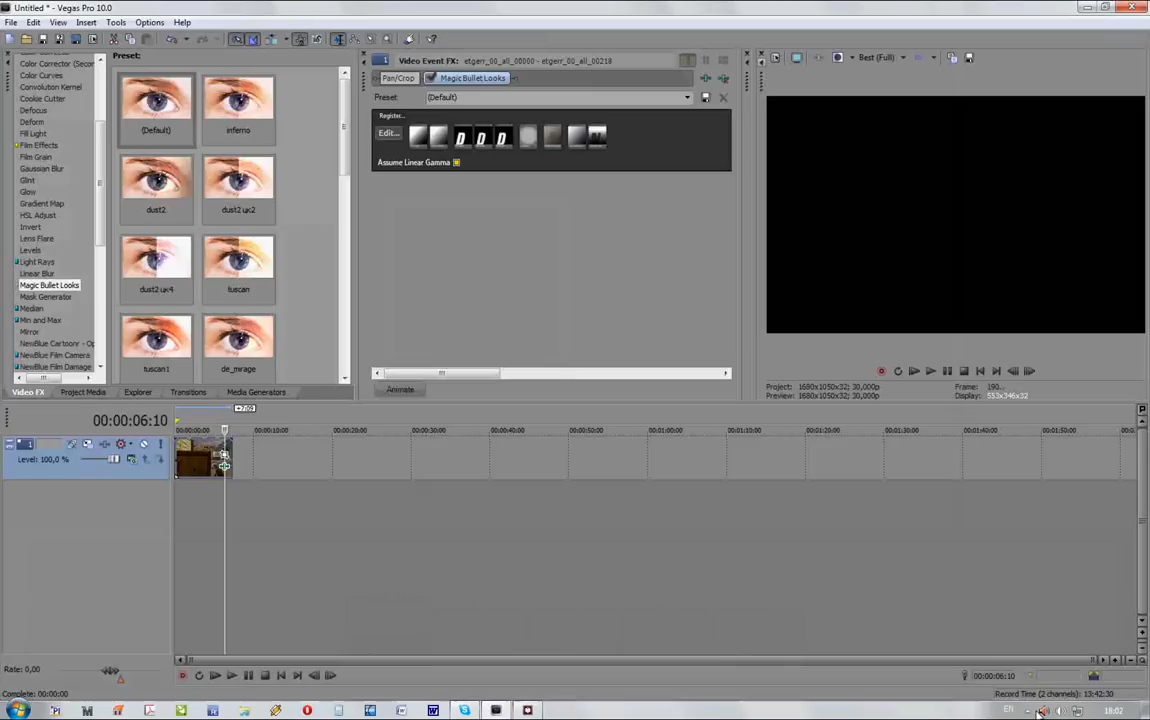 Untitled * - Vegas Pro 10.0
File Edit View Insert Tools Options Help
Color Corrector (Secor
Color Curves
Convolution Kernel
Cookie Cutter
Defocus
Deform
Fill Light
Film Effects
Film Grain
Gaussian Blur
Glint
Glow
Gradient Map
HSL Adjust
Invert
Lens Flare
Levels
Light Rays
Linear Blur
Magic Bullet Looks
Mask Generator
Median
Min and Max
Mirror
NewBlue Cartoonr - Op
NewBlue Film Camera
NewBlue Film Damage
Preset:
(Default) inferno
dust2 dust2 ук2
dust2 ук4 tuscan
tuscan1 de_mirage
Video FX Project Media Explorer Transitions Media Generators
1 Video Event FX: etgerr_00_all_00000 ~ etgerr_00_all_00218
Pan/Crop Magic Bullet Looks
Preset: (Default)
Register...
Edit...
Assume Linear Gamma
Animate
Best (Full)
Project: 1680x1050x32; 30,000p
Preview: 1680x1050x32; 30,000p
Frame: 190...
Display: 553x346x32
00:00:06:10
+7:09
00:00:00:00 00:00:10:00 00:00:20:00 00:00:30:00 00:00:40:00 00:00:50:00 00:01:00:00 00:01:10:00 00:01:20:00 00:01:30:00 00:01:40:00 00:01:50:00 00:0
1
Level: 100,0 %
Rate: 0,00
00:00:06:10
Complete: 00:00:00
Record Time (2 channels): 13:42:30
EN
18:02